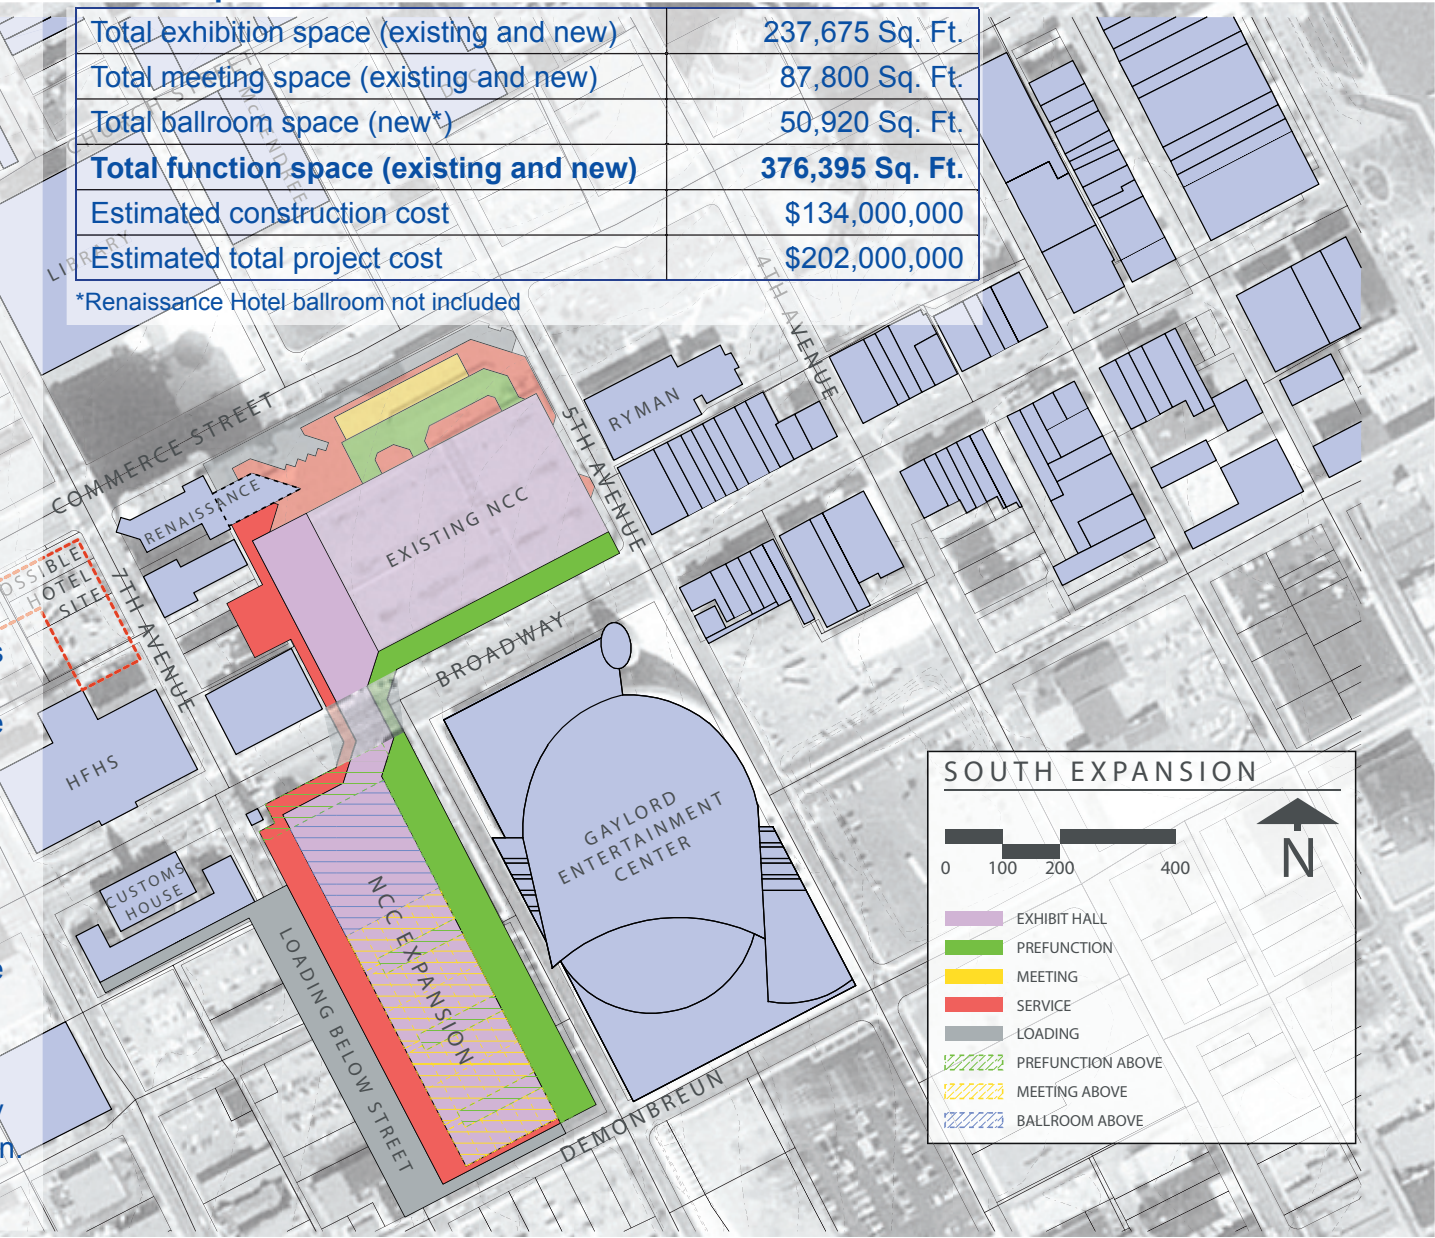 Total exhibition space (existing and new) 237,675 Sq. Ft.
Total meeting space (existing and new) 87,800 Sq. Ft.
Total ballroom space (new*) 50,920 Sq. Ft.
Total function space (existing and new) 376,395 Sq. Ft.
Estimated construction cost $134,000,000
Estimated total project cost $202,000,000
*Renaissance Hotel ballroom not included
McKENDREE
LIBRARY
4TH AVENUE
COMMERCE STREET
RYMAN
5TH AVENUE
RENAISSANCE
EXISTING NCC
OSSIBLE
HOTEL
SITE
7TH AVENUE
BROADWAY
HFHS
GAYLORD
ENTERTAINMENT
CENTER
CUSTOMS
HOUSE
NCC EXPANSION
LOADING BELOW STREET
DEMONBREUN
n.
SOUTH EXPANSION
N
0 100 200 400
EXHIBIT HALL
PREFUNCTION
MEETING
SERVICE
LOADING
PREFUNCTION ABOVE
MEETING ABOVE
BALLROOM ABOVE